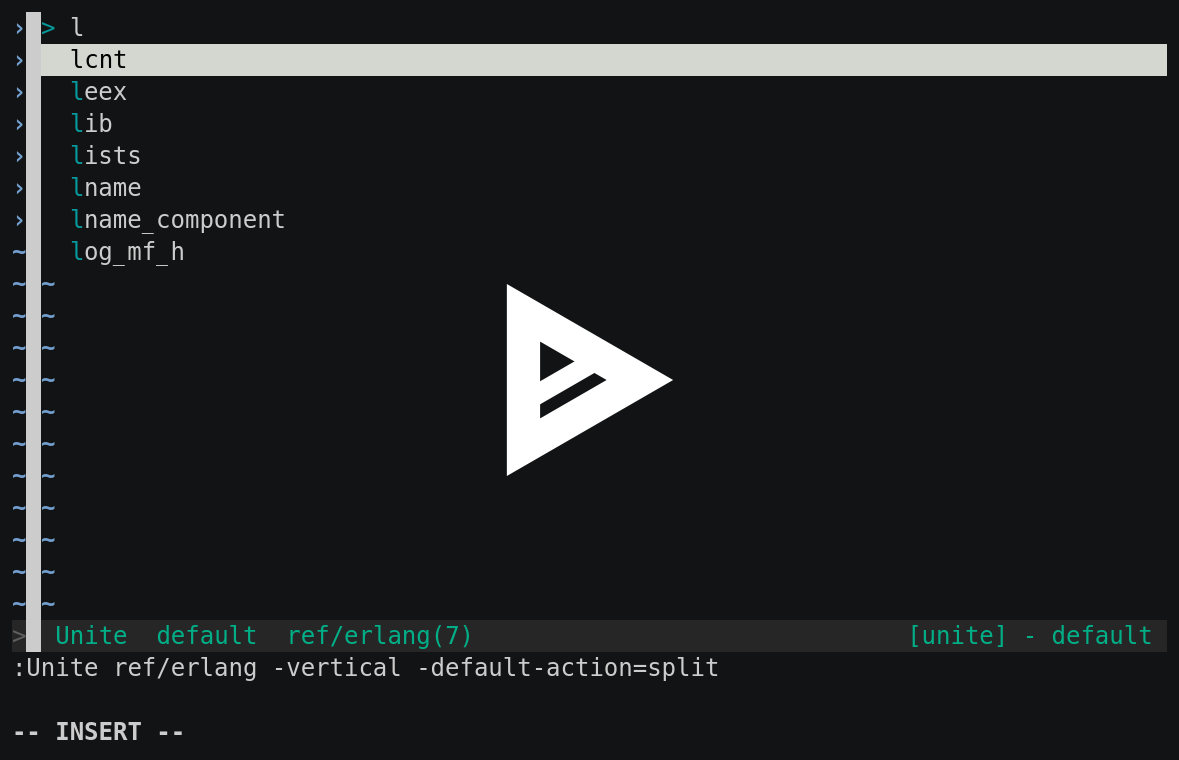 › > l
› lcnt
› leex
› lib
› lists
› lname
› lname_component
~ log_mf_h
~ ~
~ ~
~ ~
~ ~
~ ~
~ ~
~ ~
~ ~
~ ~
~ ~
~ ~
> Unite default ref/erlang(7) [unite] - default
:Unite ref/erlang -vertical -default-action=split
-- INSERT --